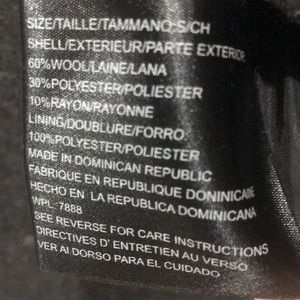 SIZE/TAILLE/TAMMANO:S/CH
SHELL/EXTERIEUR/PARTE EXTERIOR
60%WOOL/LAINE/LANA
30%POLYESTER/POLIESTER
10%RAYON/RAYONNE
LINING/DOUBLURE/FORRO
100%POLYESTER/POLIESTER
MADE IN DOMINICAN REPUBLIC
FABRIQUE EN REPUBLIQUE DONINICAINE
HECHO EN LA REPUBLICA DOMINICANA
WPL: 7888
SEE REVERSE FOR CARE INSTRUCTIONS
DIRECTIVES D' ENTRETIEN AU VERSO
VER Al DORSO PARA EL CUIDADO